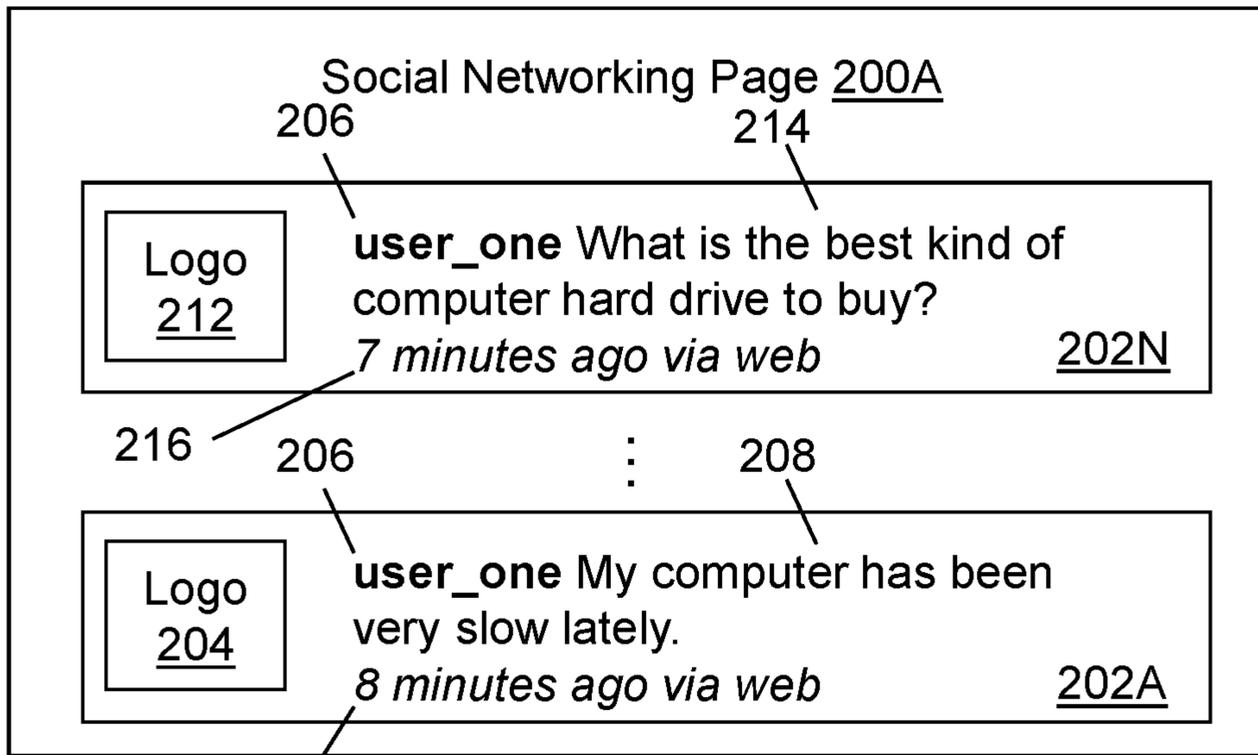 Social Networking Page 200A
206
214
Logo
212
user_one What is the best kind of
computer hard drive to buy?
7 minutes ago via web
202N
216
206
208
Logo
204
user_one My computer has been
very slow lately.
8 minutes ago via web
202A